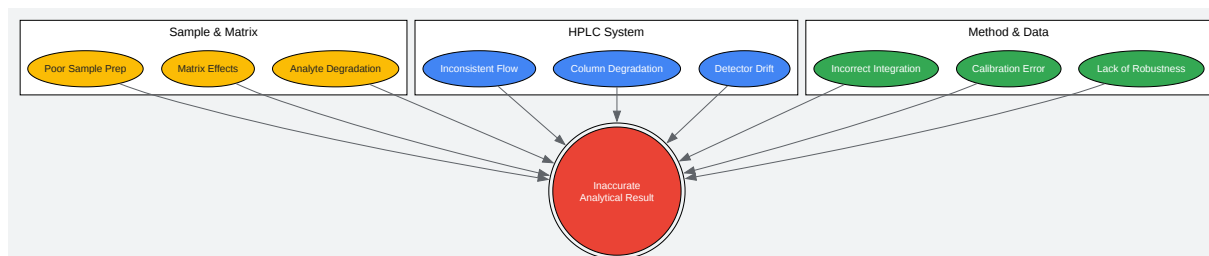 Sample & Matrix
Poor Sample Prep
Matrix Effects
Analyte Degradation
HPLC System
Inconsistent Flow
Column Degradation
Detector Drift
Method & Data
Incorrect Integration
Calibration Error
Lack of Robustness
Inaccurate
Analytical Result